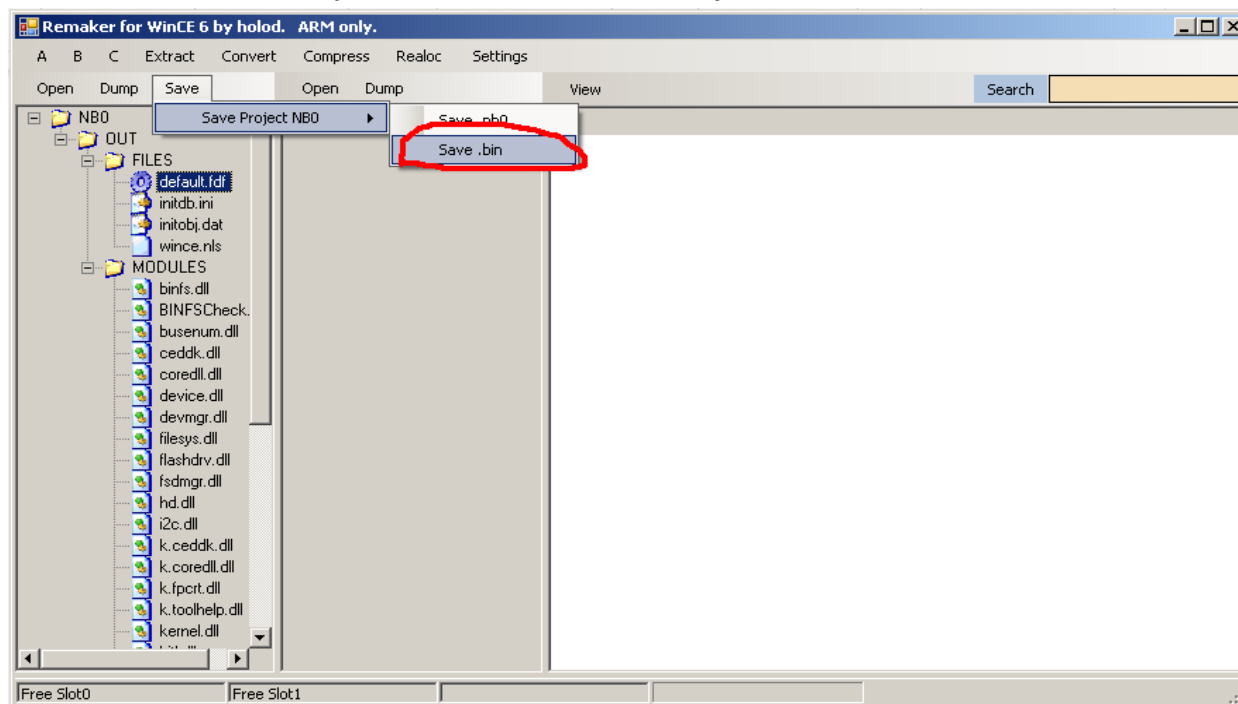 Remaker for WinCE 6 by holod. ARM only.
A B C Extract Convert Compress Realoc Settings
Open Dump Save Open Dump View Search
NB0
Save Project NB0
Save .nb0
OUT
Save .bin
FILES
default.fdf
initdb.ini
initobj.dat
wince.nls
MODULES
binfs.dll
BINFSCheck.
busenum.dll
ceddk.dll
coredll.dll
device.dll
devmgr.dll
filesys.dll
flashdrv.dll
fsdmgr.dll
hd.dll
i2c.dll
k.ceddk.dll
k.coredll.dll
k.fpcrt.dll
k.toolhelp.dll
kernel.dll
Free Slot0 Free Slot1